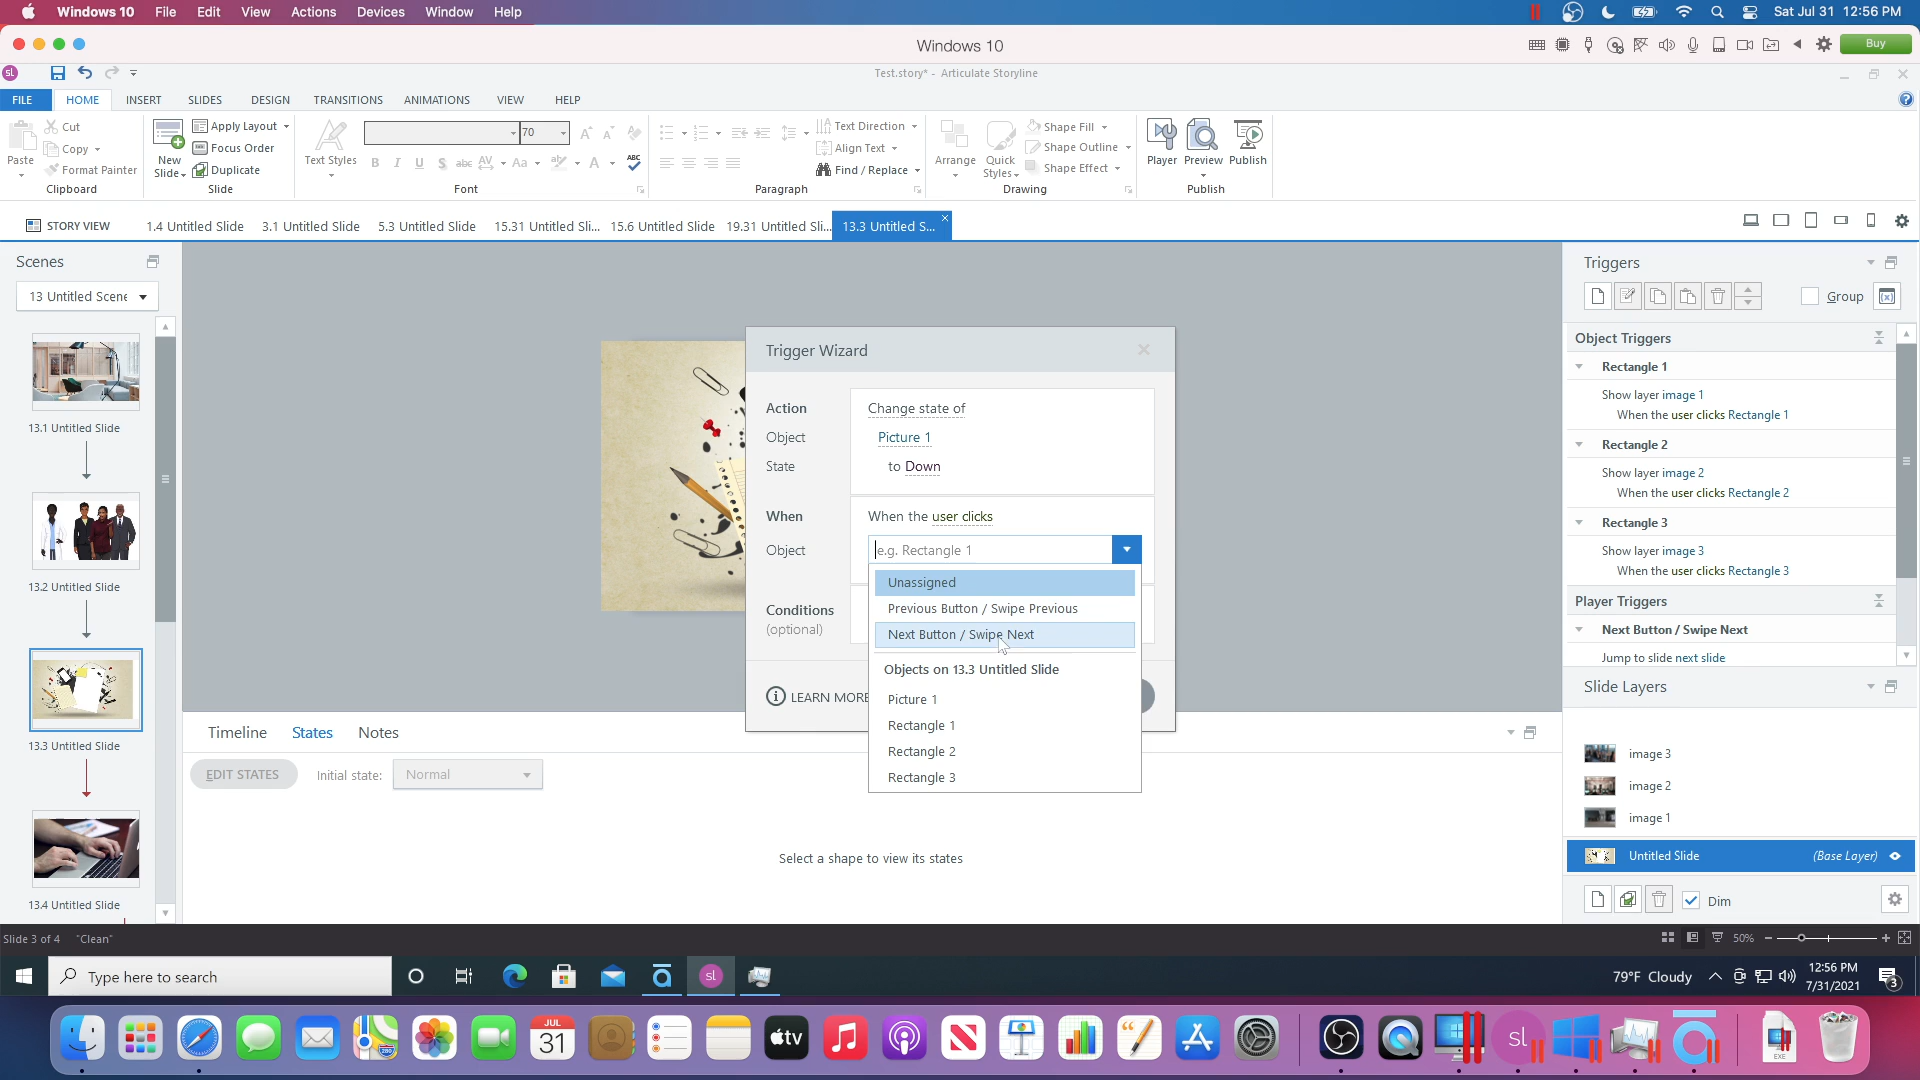 Windows 10 File Edit View Actions Devices Window Help
Sat Jul 31 12:56 PM
Windows 10
Buy
sl
Test.story* - Articulate Storyline
FILE HOME INSERT SLIDES DESIGN TRANSITIONS ANIMATIONS VIEW HELP
Paste
Cut
Copy
Format Painter
Clipboard
New
Slide
Apply Layout
Focus Order
Duplicate
Slide
Text Styles
70
B I U S abc AV Aa A ABC
Font
Text Direction
Align Text
Find / Replace
Paragraph
Arrange
Quick
Styles
Shape Fill
Shape Outline
Shape Effect
Drawing
Player
Preview
Publish
Publish
STORY VIEW
1.4 Untitled Slide
3.1 Untitled Slide
5.3 Untitled Slide
15.31 Untitled Sli...
15.6 Untitled Slide
19.31 Untitled Sli...
13.3 Untitled S...
Scenes
13 Untitled Scene
13.1 Untitled Slide
13.2 Untitled Slide
13.3 Untitled Slide
13.4 Untitled Slide
Trigger Wizard
Action
Change state of
Object
Picture 1
State
to Down
When
When the user clicks
Object
e.g. Rectangle 1
Unassigned
Previous Button / Swipe Previous
Next Button / Swipe Next
Objects on 13.3 Untitled Slide
Picture 1
Rectangle 1
Rectangle 2
Rectangle 3
Conditions
(optional)
LEARN MORE
Timeline States Notes
EDIT STATES
Initial state:
Normal
Select a shape to view its states
Triggers
Group
Object Triggers
Rectangle 1
Show layer image 1
When the user clicks Rectangle 1
Rectangle 2
Show layer image 2
When the user clicks Rectangle 2
Rectangle 3
Show layer image 3
When the user clicks Rectangle 3
Player Triggers
Next Button / Swipe Next
Jump to slide next slide
Slide Layers
image 3
image 2
image 1
Untitled Slide
(Base Layer)
Dim
Slide 3 of 4 "Clean"
50%
Type here to search
sl
79°F Cloudy
12:56 PM
7/31/2021
3
JUL
31
280
tv
sl
EXE